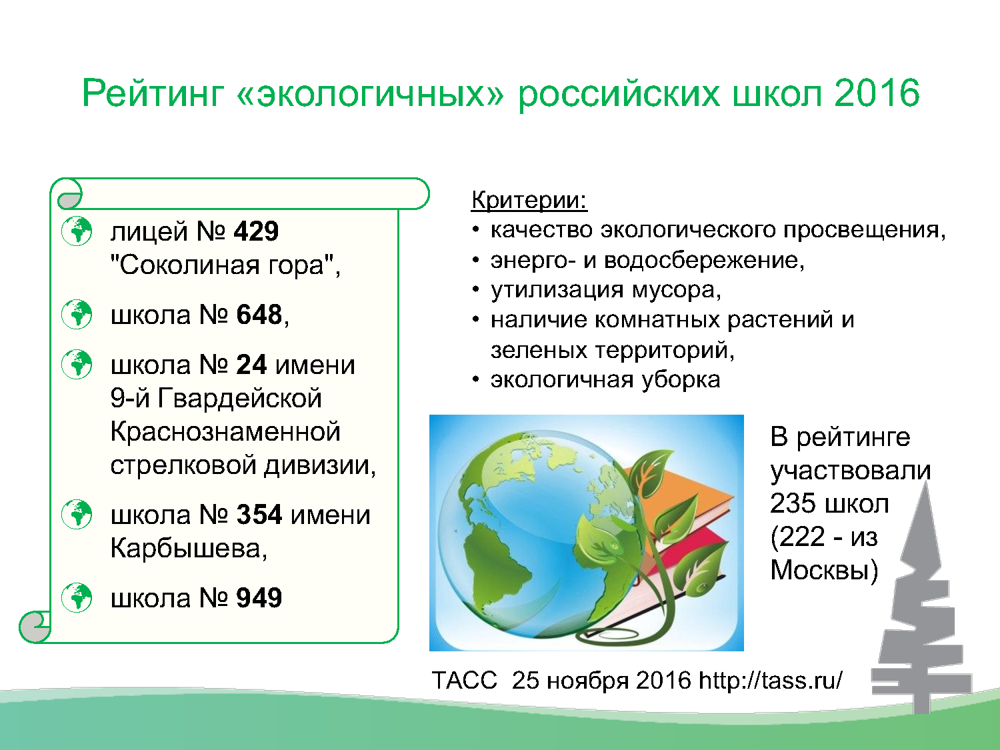 Рейтинг «экологичных» российских школ 2016
лицей № 429
"Соколиная гора",
школа № 648,
школа № 24 имени
9-й Гвардейской
Краснознаменной
стрелковой дивизии,
школа № 354 имени
Карбышева,
школа № 949
Критерии:
• качество экологического просвещения,
• энерго- и водосбережение,
• утилизация мусора,
• наличие комнатных растений и
зеленых территорий,
• экологичная уборка
В рейтинге
участвовали
235 школ
(222 - из
Москвы)
ТАСС 25 ноября 2016 http://tass.ru/